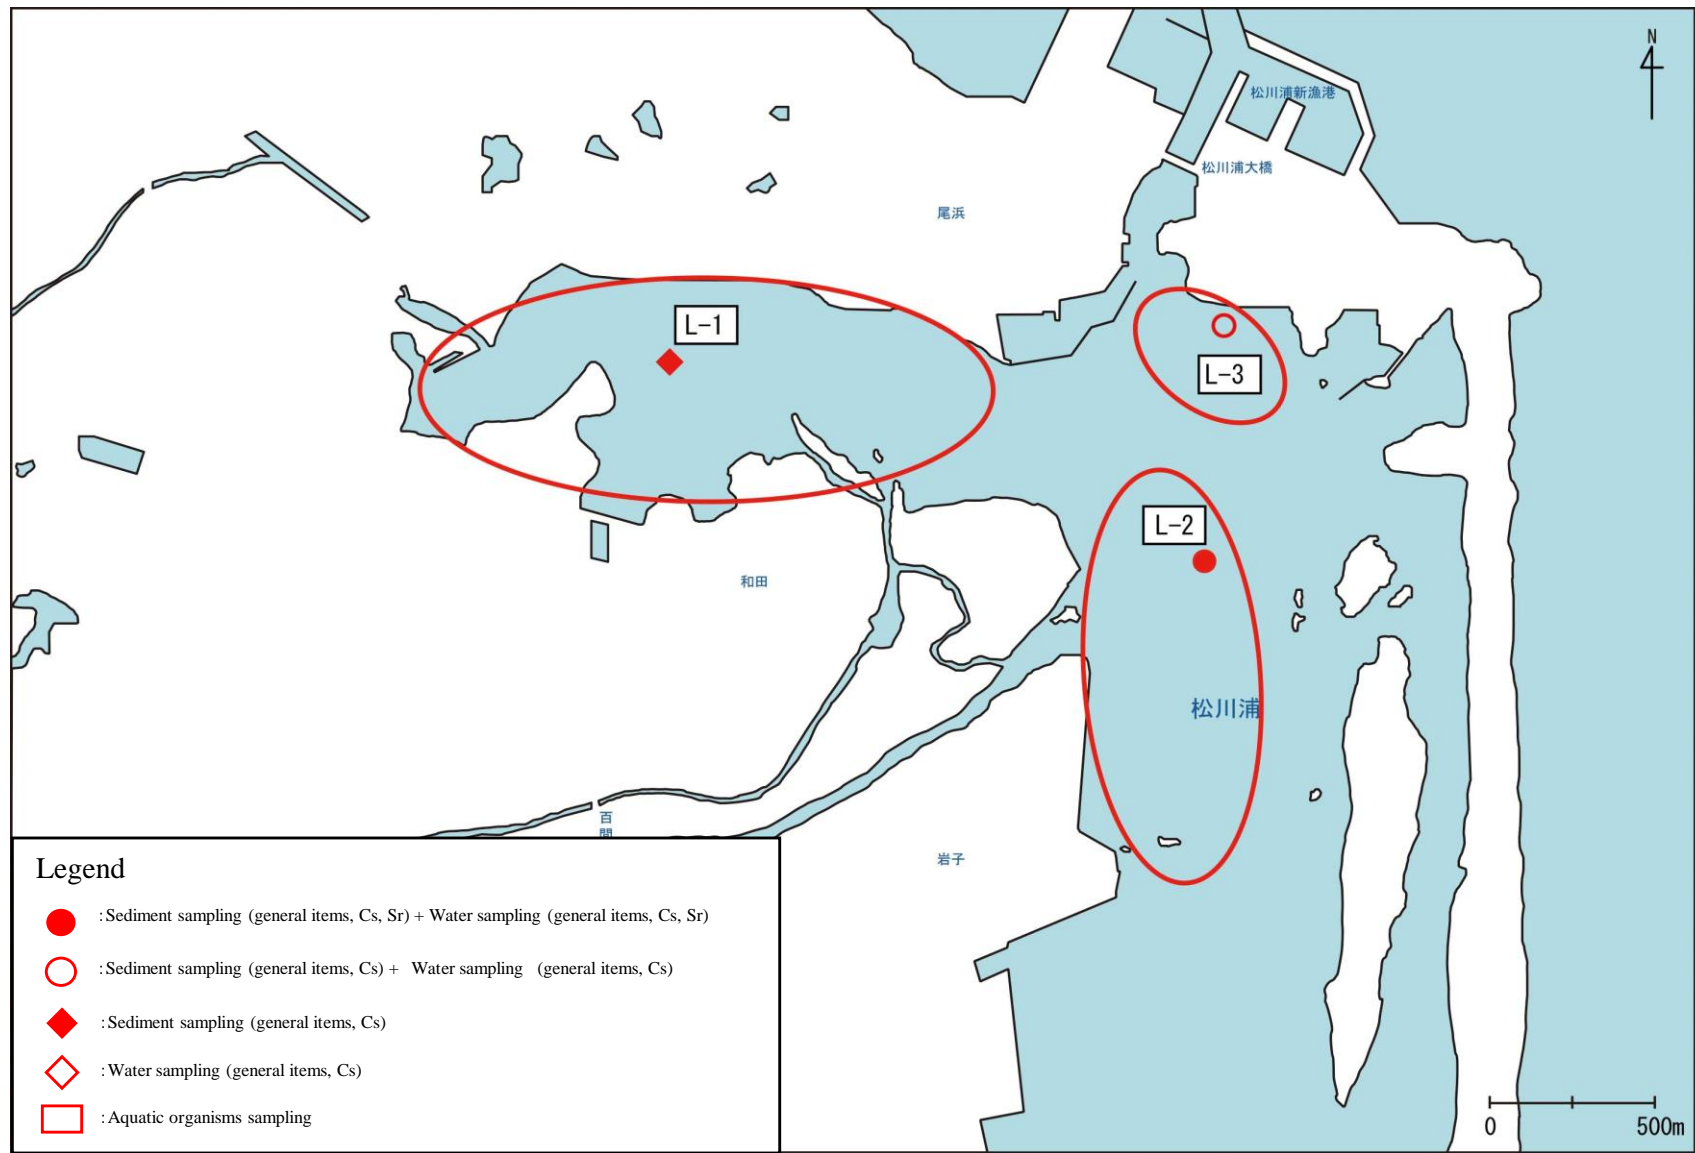 N
松川浦新漁港
松川浦大橋
尾浜
L-1
L-3
L-2
和田
松川浦
百
間
岩子
Legend
:Sediment sampling (general items, Cs, Sr) + Water sampling (general items, Cs, Sr)
:Sediment sampling (general items, Cs) + Water sampling (general items, Cs)
:Sediment sampling (general items, Cs)
:Water sampling (general items, Cs)
:Aquatic organisms sampling
0 500m